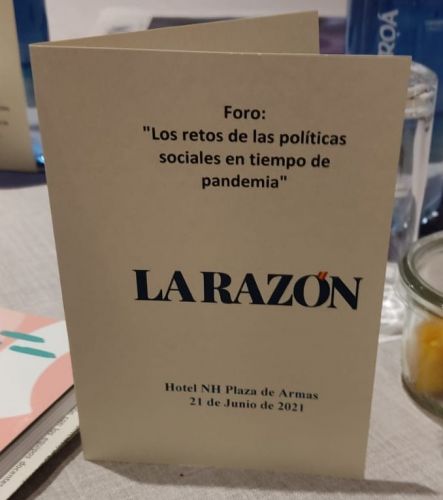 Foro:
"Los retos de las políticas
sociales en tiempo de
pandemia"
LA RAZÓN
Hotel NH Plaza de Armas
21 de Junio de 2021